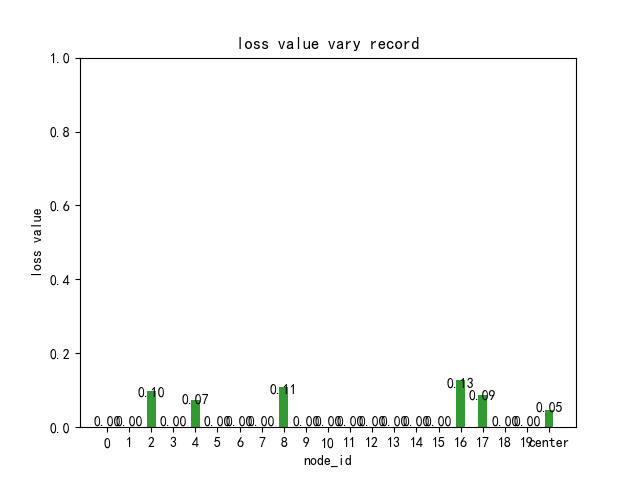 loss value vary record
1.0
0.8
0.6
0.4
0.2
0.0
loss value
0.00 0.00 0.10 0.00 0.07 0.00 0.00 0.00 0.11 0.00 0.00 0.00 0.00 0.00 0.00 0.00 0.13 0.09 0.00 0.00 0.05
0 1 2 3 4 5 6 7 8 9 10 11 12 13 14 15 16 17 18 19 center
node_id